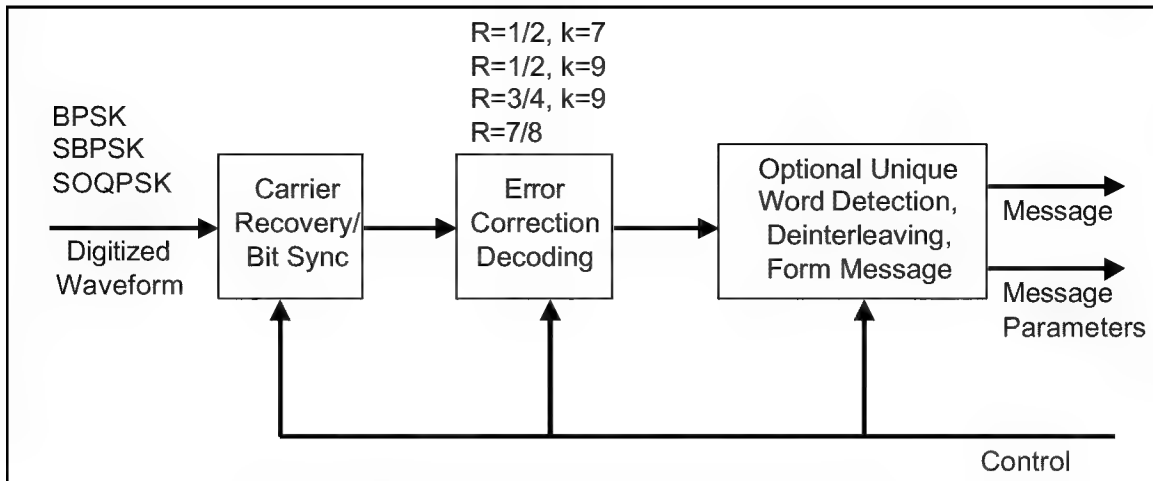 R=1/2, k=7
R=1/2, k=9
R=3/4, k=9
R=7/8
BPSK
SBPSK
SOQPSK
Digitized
Waveform
Carrier
Recovery/
Bit Sync
Error
Correction
Decoding
Optional Unique
Word Detection,
Deinterleaving,
Form Message
Message
Message
Parameters
Control